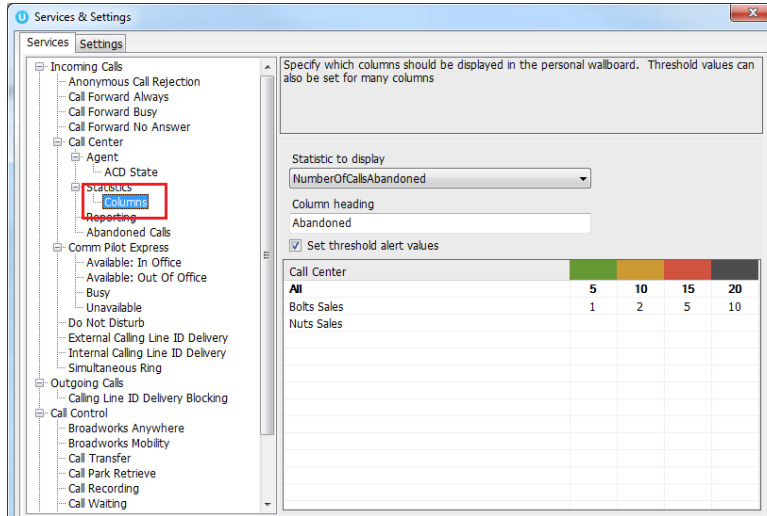 Services & Settings
Services Settings
Incoming Calls
Anonymous Call Rejection
Call Forward Always
Call Forward Busy
Call Forward No Answer
Call Center
Agent
ACD State
Statistics
Columns
Reporting
Abandoned Calls
Comm Pilot Express
Available: In Office
Available: Out Of Office
Busy
Unavailable
Do Not Disturb
External Calling Line ID Delivery
Internal Calling Line ID Delivery
Simultaneous Ring
Outgoing Calls
Calling Line ID Delivery Blocking
Call Control
Broadworks Anywhere
Broadworks Mobility
Call Transfer
Call Park Retrieve
Call Recording
Call Waiting
Specify which columns should be displayed in the personal wallboard. Threshold values can
also be set for many columns
Statistic to display
NumberOfCallsAbandoned
Column heading
Abandoned
Set threshold alert values
Call Center
All 5 10 15 20
Bolts Sales 1 2 5 10
Nuts Sales